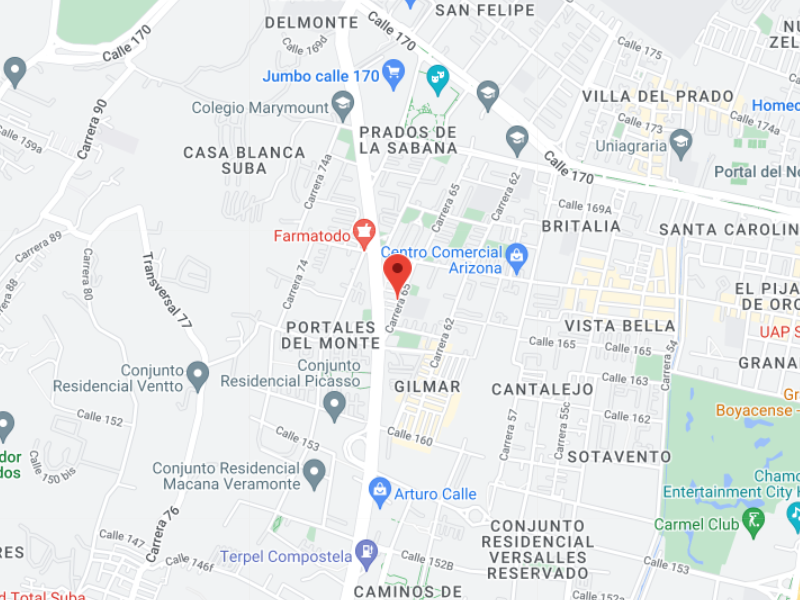 DELMONTE
SAN FELIPE
Calle 170
Calle 170
Calle 169d
Calle 175
NU
ZEL
Jumbo calle 170
Carrera 90
Colegio Marymount
VILLA DEL PRADO
Homec
Calle 173
Calle 174a
Calle 159a
PRADOS DE
LA SABANA
CASA BLANCA
SUBA
Uniagraria
Calle 170
Portal del No
Carrera 74a
Carrera 65
Carrera 62
Calle 169A
BRITALIA
SANTA CAROLIN
Farmatodo
Carrera 89
Centro Comercial
Arizona
Transversal 77
Carrera 80
Carrera 74
a 88
EL PIJA
DE ORO
Carrera 65
PORTALES
DEL MONTE
Carrera 62
VISTA BELLA
UAP S
Calle 165
Calle 165
Carrera 54
GRANA
Conjunto
Residencial Ventto
Conjunto
Residencial Picasso
GILMAR
CANTALEJO
Calle 163
Gr
Boyacense -
Calle 152
Calle 162
Carrera 57
Carrera 55c
Calle 153
Calle 160
SOTAVENTO
dor
dos
Calle 150 bis
Conjunto Residencial
Macana Veramonte
Chamo
Entertainment City H
Arturo Calle
Carmel Club
Carrera 76
CONJUNTO
RESIDENCIAL
VERSALLES
RESERVADO
Calle 147
RES
Calle 146f
Terpel Compostela
Calle 152B
Calle 153
d Total Suba
CAMINOS DE